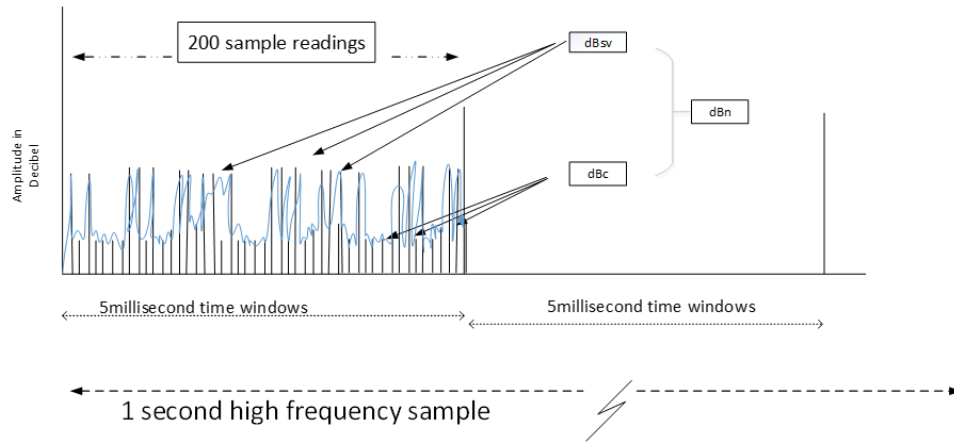 200 sample readings
dBsv
dBn
dBc
Amplitude in
Decibel
5millisecond time windows
5millisecond time windows
1 second high frequency sample